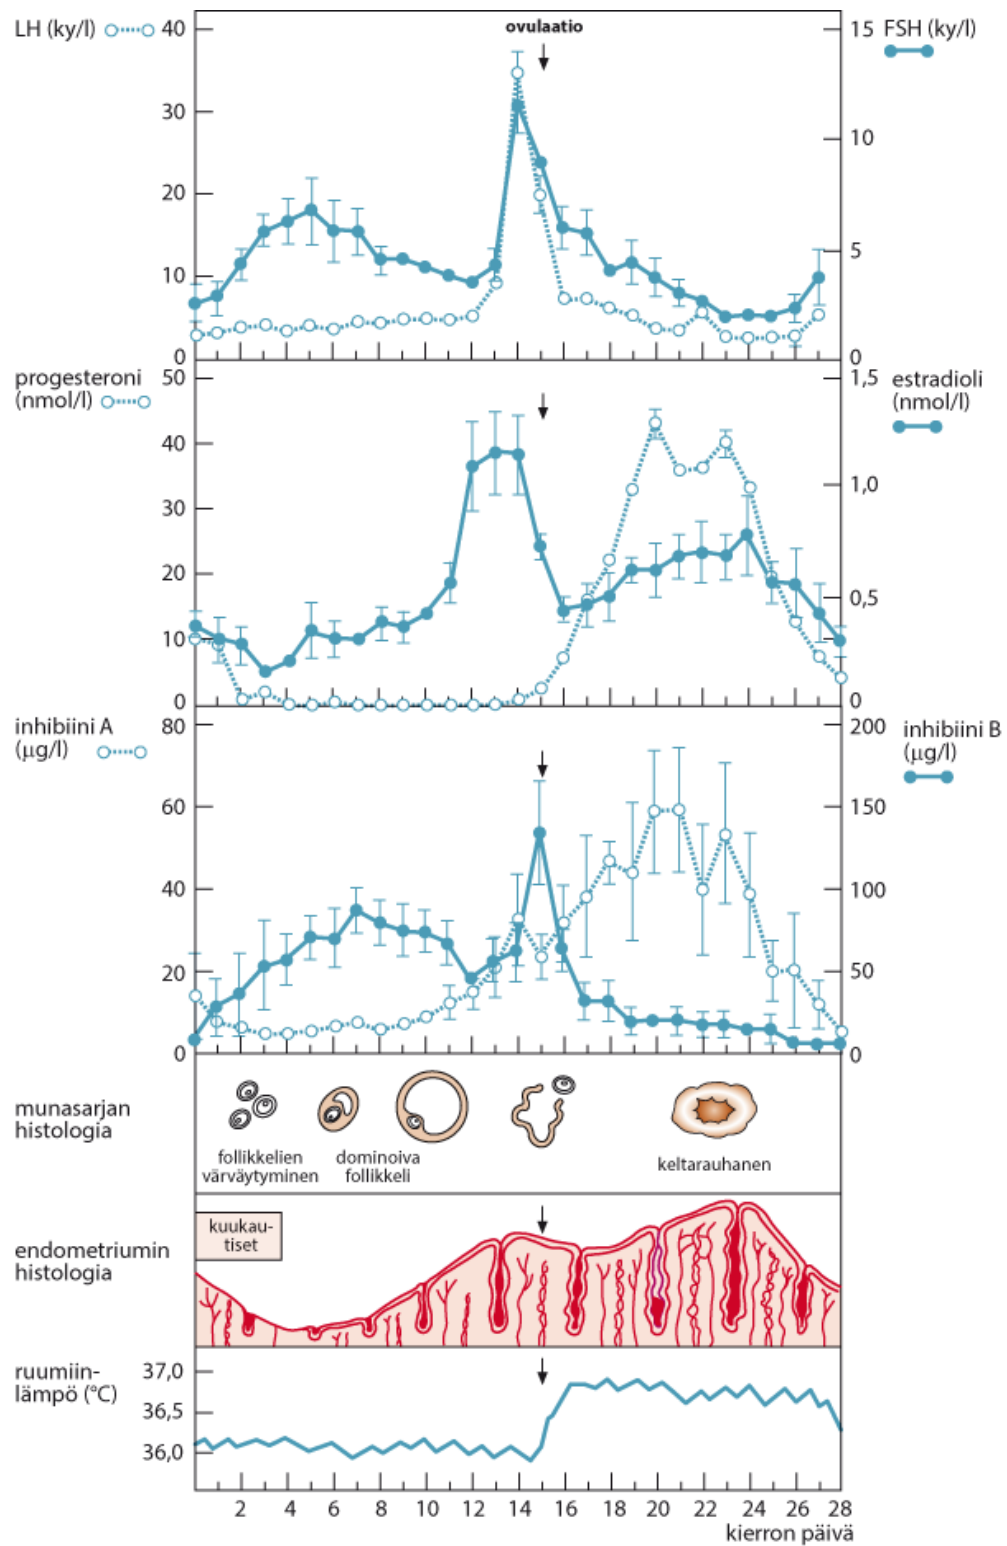 LH (ky/l)
40
30
20
10
0
ovulaatio
15
10
5
0
FSH (ky/l)
progesteroni
(nmol/l)
50
40
30
20
10
0
1,5
1,0
0,5
0
estradioli
(nmol/l)
inhibiini A
(µg/l)
80
60
40
20
0
200
150
100
50
0
inhibiini B
(µg/l)
munasarjan
histologia
follikkelien
värväytyminen
dominoiva
follikkeli
keltarauhanen
endometriumin
histologia
kuukau-
tiset
ruumiin-
lämpö (°C)
37,0
36,5
36,0
2 4 6 8 10 12 14 16 18 20 22 24 26 28
kierron päivä